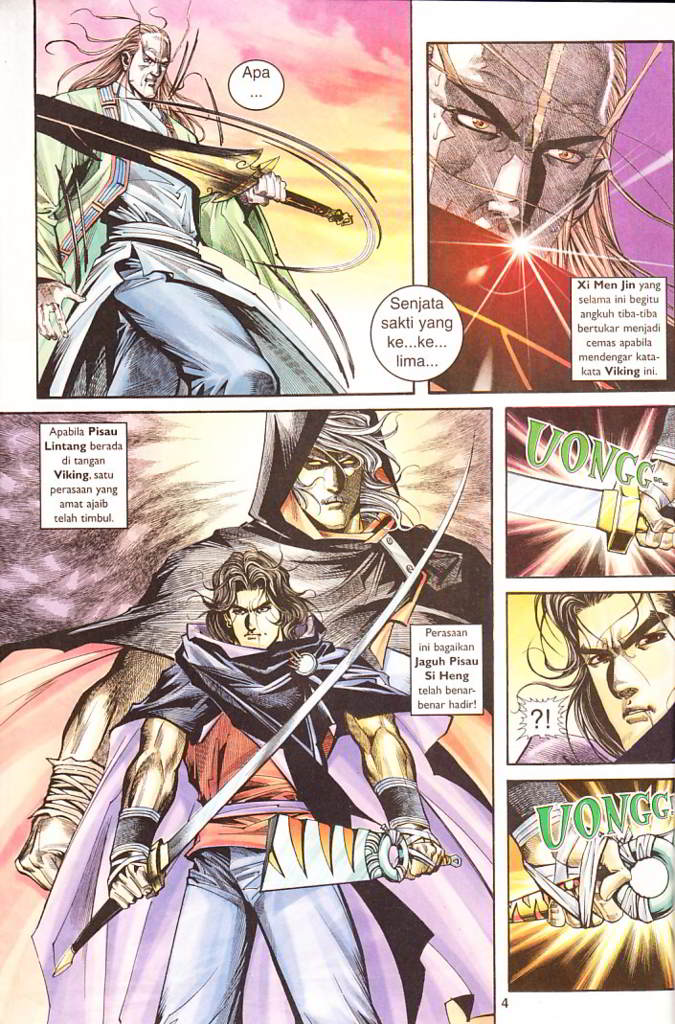 Apa
...
Senjata
sakti yang
ke...ke...
lima...
Xi Men Jin yang
selama ini begitu
angkuh tiba-tiba
bertukar menjadi
cemas apabila
mendengar kata-
kata Viking ini.
Apabila Pisau
Lintang berada
di tangan
Viking, satu
perasaan yang
amat ajaib
telah timbul.
Perasaan
ini bagaikan
Jaguh Pisau
Si Heng
telah benar-
benar hadir!
UONGG...
?!
UONGG
4